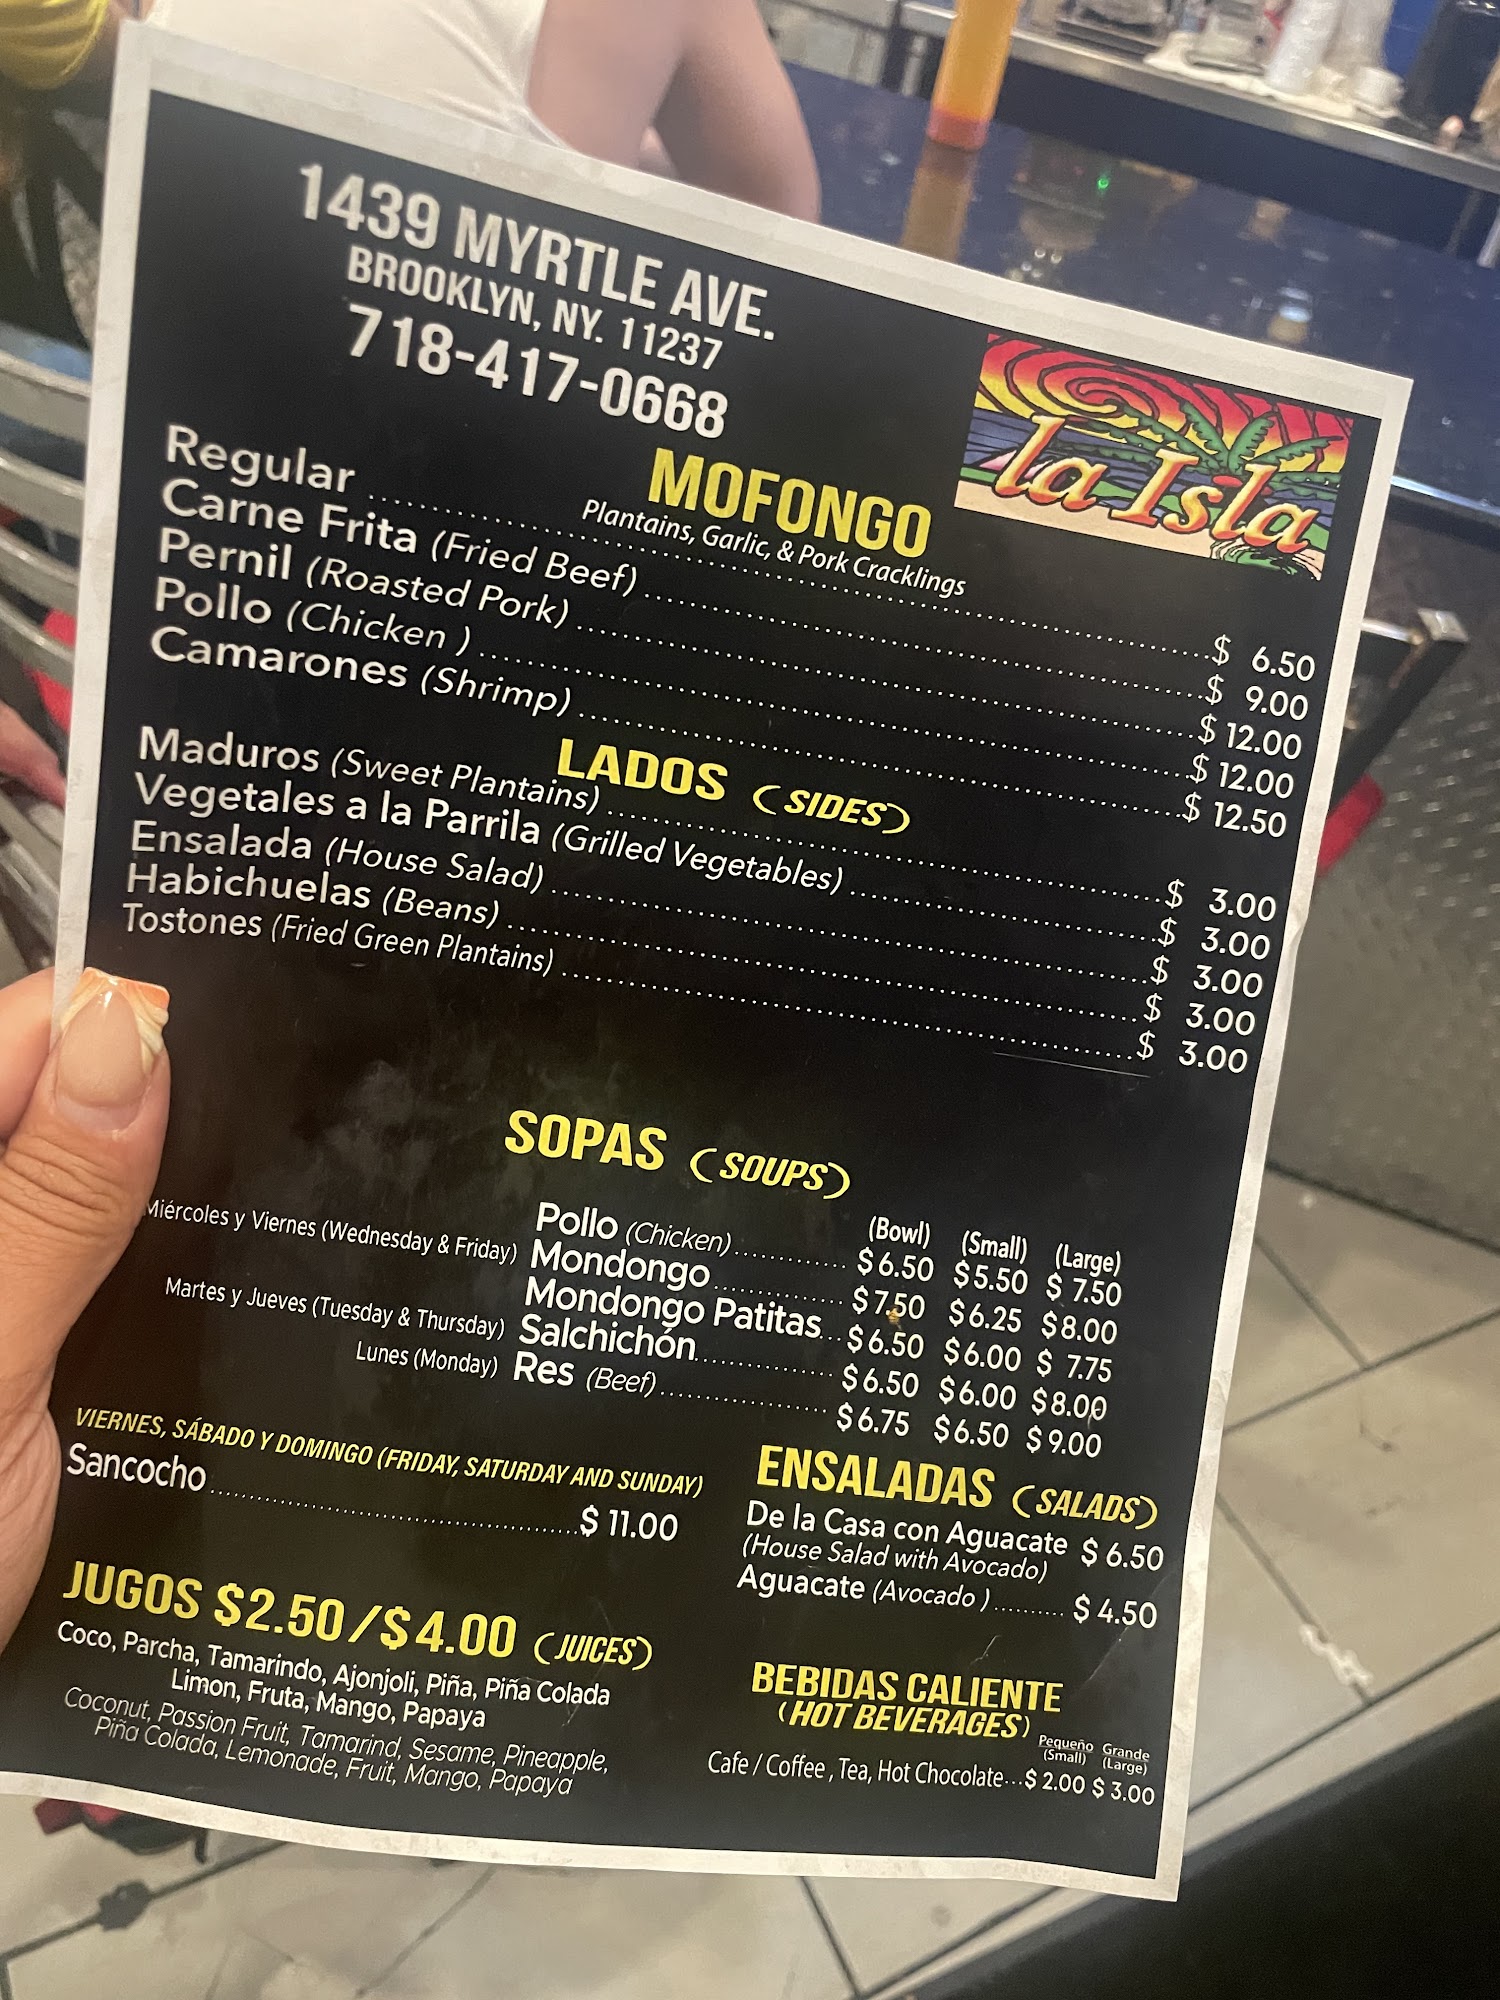 1439 MYRTLE AVE.
BROOKLYN, NY. 11237
718-417-0668
la Isla
MOFONGO
Plantains, Garlic, & Pork Cracklings
Regular $ 6.50
Carne Frita (Fried Beef) $ 9.00
Pernil (Roasted Pork) $ 12.00
Pollo (Chicken ) $ 12.00
Camarones (Shrimp) $ 12.50
LADOS (SIDES)
Maduros (Sweet Plantains) $ 3.00
Vegetales a la Parrila (Grilled Vegetables) $ 3.00
Ensalada (House Salad) $ 3.00
Habichuelas (Beans) $ 3.00
Tostones (Fried Green Plantains) $ 3.00
SOPAS (SOUPS)
(Bowl) (Small) (Large)
Pollo (Chicken) $6.50 $5.50 $ 7.50
Miércoles y Viernes (Wednesday & Friday) Mondongo $7.50 $6.25 $8.00
Mondongo Patitas $6.50 $6.00 $ 7.75
Martes y Jueves (Tuesday & Thursday) Salchichón $6.50 $6.00 $8.00
Lunes (Monday) Res (Beef) $6.75 $6.50 $9.00
VIERNES, SÁBADO Y DOMINGO (FRIDAY, SATURDAY AND SUNDAY)
Sancocho $ 11.00
ENSALADAS (SALADS)
De la Casa con Aguacate $ 6.50
(House Salad with Avocado)
Aguacate (Avocado ) $ 4.50
JUGOS $2.50/$4.00 (JUICES)
Coco, Parcha, Tamarindo, Ajonjoli, Piña, Piña Colada
Limon, Fruta, Mango, Papaya
Coconut, Passion Fruit, Tamarind, Sesame, Pineapple,
Piña Colada, Lemonade, Fruit, Mango, Papaya
BEBIDAS CALIENTE
(HOT BEVERAGES)
Pequeño Grande
(Small) (Large)
Cafe / Coffee , Tea, Hot Chocolate...$ 2.00 $ 3.00